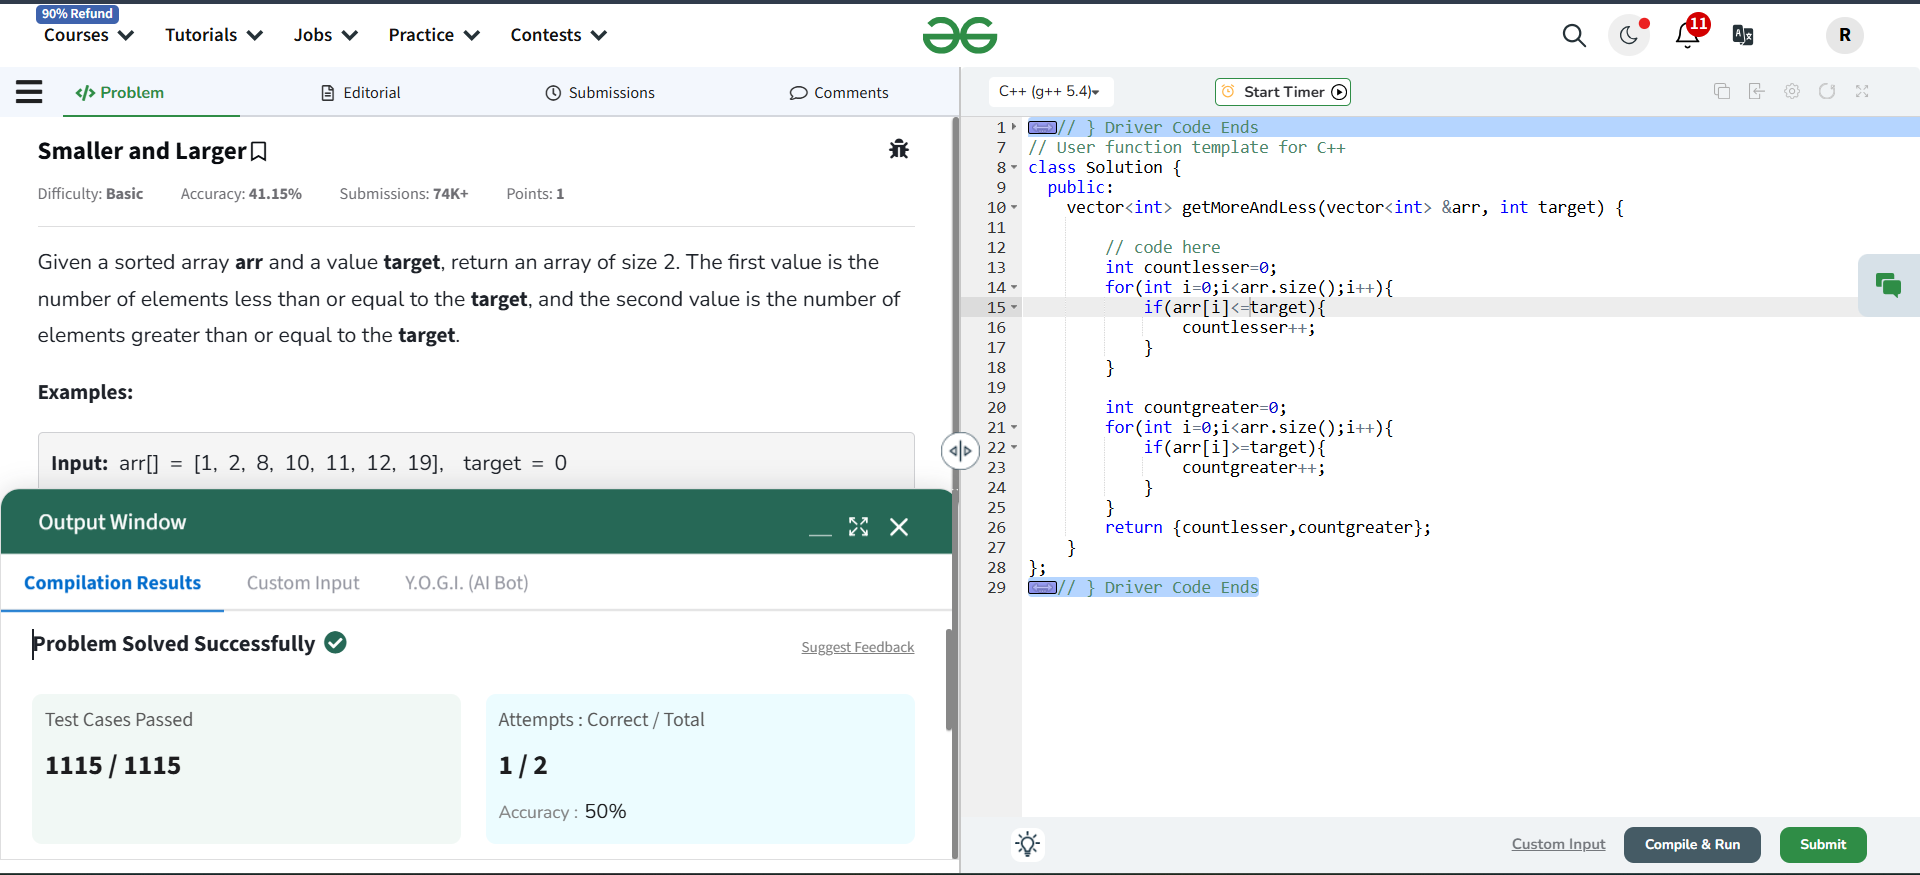 90% Refund
Courses
Tutorials
Jobs
Practice
Contests
11
R
</> Problem
Editorial
Submissions
Comments
C++ (g++ 5.4)
Start Timer
Smaller and Larger
Difficulty: Basic Accuracy: 41.15% Submissions: 74K+ Points: 1
Given a sorted array arr and a value target, return an array of size 2. The first value is the
number of elements less than or equal to the target, and the second value is the number of
elements greater than or equal to the target.
Examples:
Input: arr[] = [1, 2, 8, 10, 11, 12, 19], target = 0
Output Window
Compilation Results
Custom Input
Y.O.G.I. (AI Bot)
Problem Solved Successfully
Suggest Feedback
Test Cases Passed
1115 / 1115
Attempts : Correct / Total
1 / 2
Accuracy : 50%
1 // } Driver Code Ends
7 // User function template for C++
8 class Solution {
9 public:
10 vector<int> getMoreAndLess(vector<int> &arr, int target) {
11
12 // code here
13 int countlesser=0;
14 for(int i=0;i<arr.size();i++){
15 if(arr[i]<=target){
16 countlesser++;
17 }
18 }
19
20 int countgreater=0;
21 for(int i=0;i<arr.size();i++){
22 if(arr[i]>=target){
23 countgreater++;
24 }
25 }
26 return {countlesser,countgreater};
27 }
28 };
29 // } Driver Code Ends
Custom Input
Compile & Run
Submit